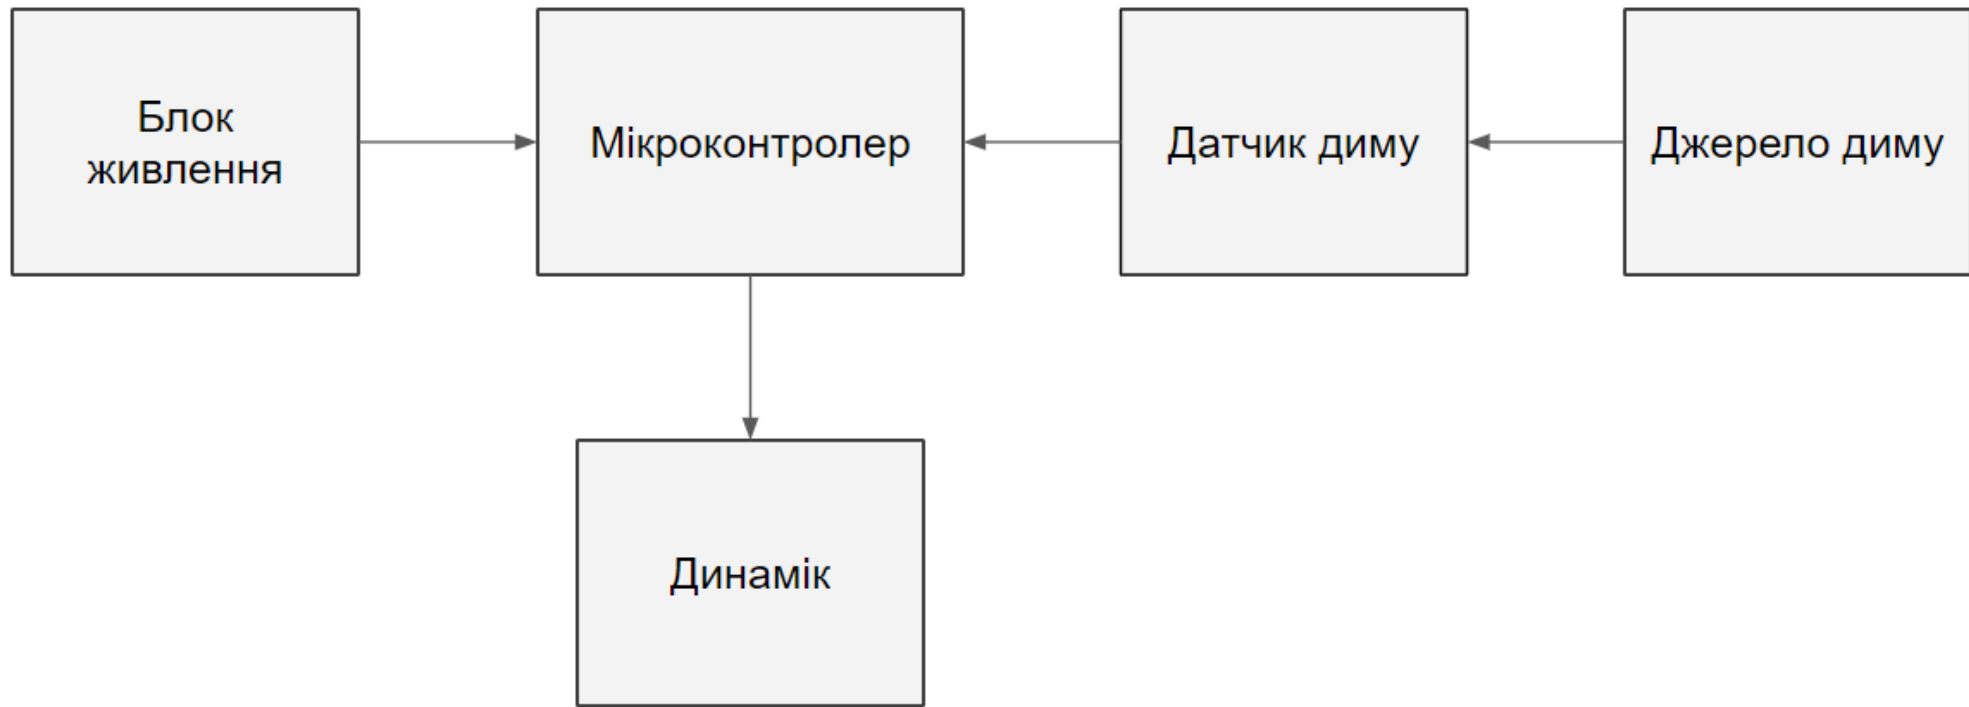 Блок
живлення
Мікроконтролер
Датчик диму
Джерело диму
Динамік